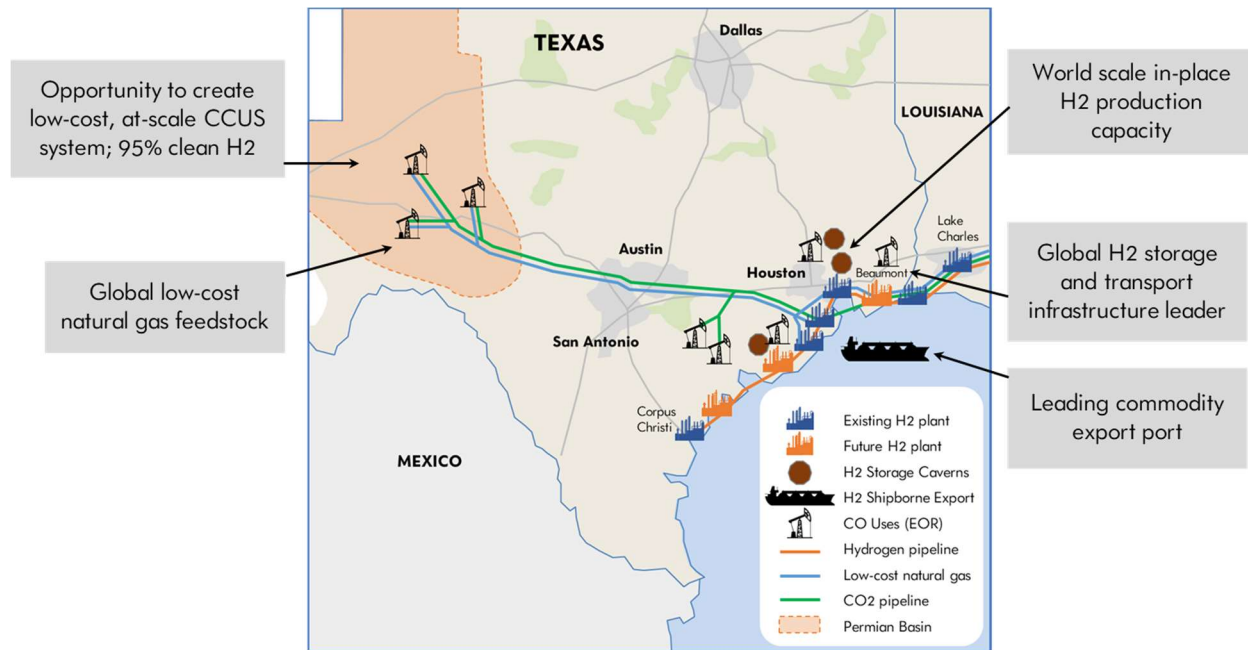 Opportunity to create
low-cost, at-scale CCUS
system; 95% clean H2
Global low-cost
natural gas feedstock
TEXAS
Dallas
LOUISIANA
Austin
Houston
Beaumont
Lake
Charles
San Antonio
Corpus
Christi
MEXICO
World scale in-place
H2 production
capacity
Global H2 storage
and transport
infrastructure leader
Leading commodity
export port
Existing H2 plant
Future H2 plant
H2 Storage Caverns
H2 Shipborne Export
CO Uses (EOR)
Hydrogen pipeline
Low-cost natural gas
CO2 pipeline
Permian Basin